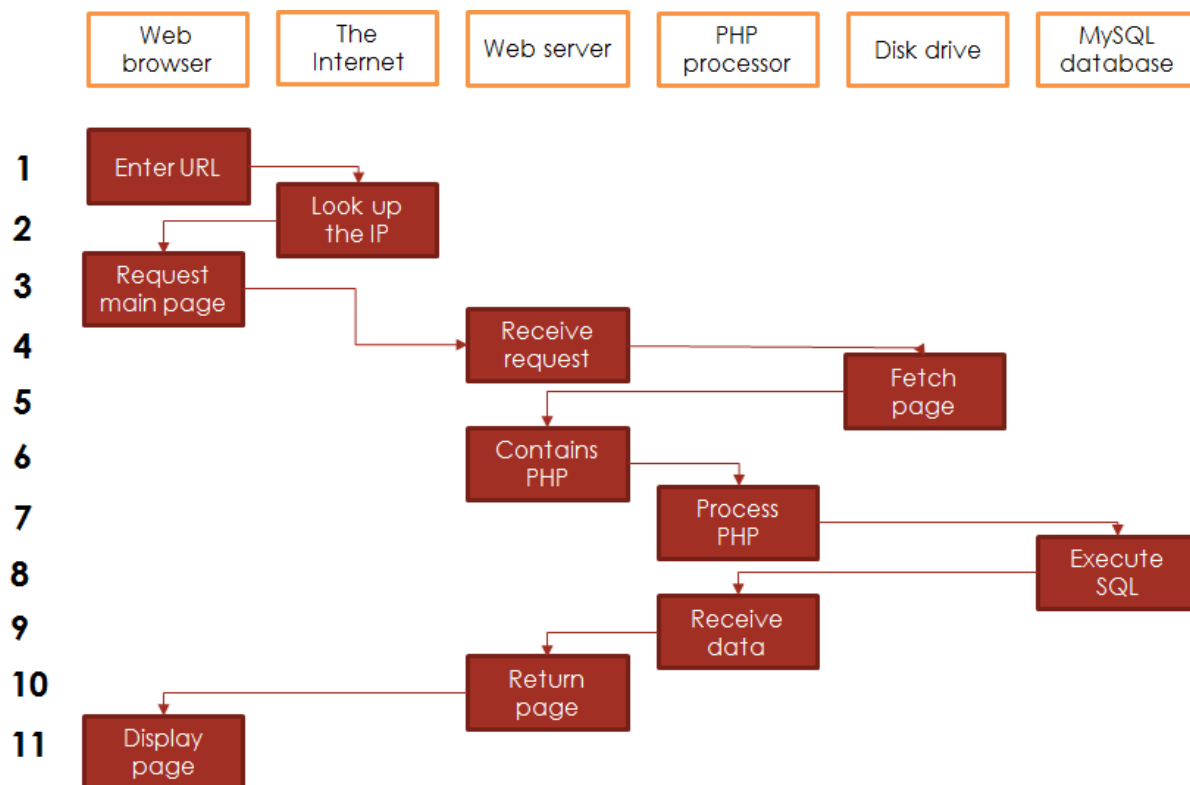 Web
browser
The
Internet
Web server
PHP
processor
Disk drive
MySQL
database
1
Enter URL
2
Look up
the IP
3
Request
main page
4
Receive
request
5
Fetch
page
6
Contains
PHP
7
Process
PHP
8
Execute
SQL
9
Receive
data
10
Return
page
11
Display
page